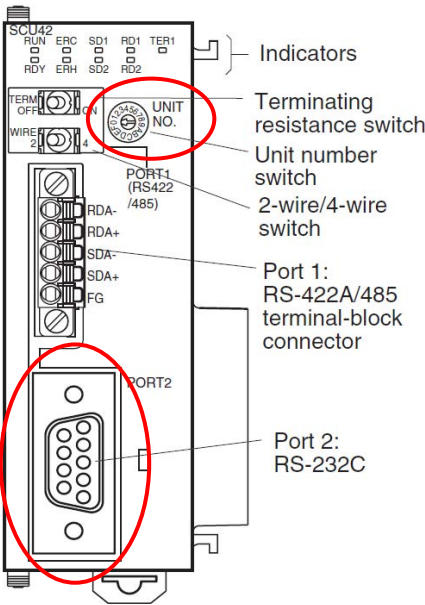 SCU42
RUN ERC SD1 RD1 TER1
RDY ERH SD2 RD2
TERM
OFF ON
WIRE
2 4
0123456789ABCDEF
UNIT
NO.
PORT1
(RS422
/485)
RDA-
RDA+
SDA-
SDA+
FG
PORT2
Indicators
Terminating
resistance switch
Unit number
switch
2-wire/4-wire
switch
Port 1:
RS-422A/485
terminal-block
connector
Port 2:
RS-232C